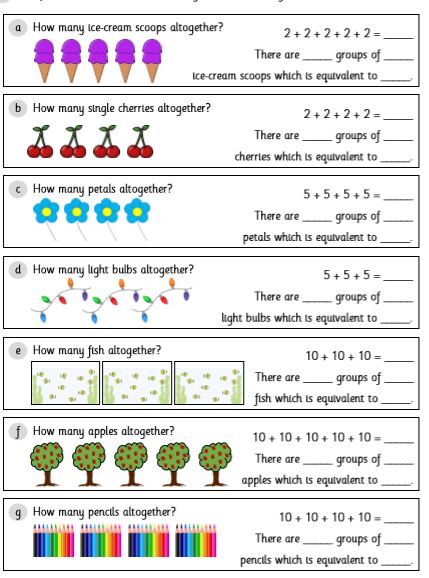 a How many ice-cream scoops altogether?
2 + 2 + 2 + 2 + 2 = _____
There are _____ groups of _____
ice-cream scoops which is equivalent to _____.
b How many single cherries altogether?
2 + 2 + 2 + 2 = _____
There are _____ groups of _____
cherries which is equivalent to _____.
c How many petals altogether?
5 + 5 + 5 + 5 = _____
There are _____ groups of _____
petals which is equivalent to _____.
d How many light bulbs altogether?
5 + 5 + 5 = _____
There are _____ groups of _____
light bulbs which is equivalent to _____.
e How many fish altogether?
10 + 10 + 10 = _____
There are _____ groups of _____
fish which is equivalent to _____.
f How many apples altogether?
10 + 10 + 10 + 10 + 10 = _____
There are _____ groups of _____
apples which is equivalent to _____.
g How many pencils altogether?
10 + 10 + 10 + 10 = _____
There are _____ groups of _____
pencils which is equivalent to _____.